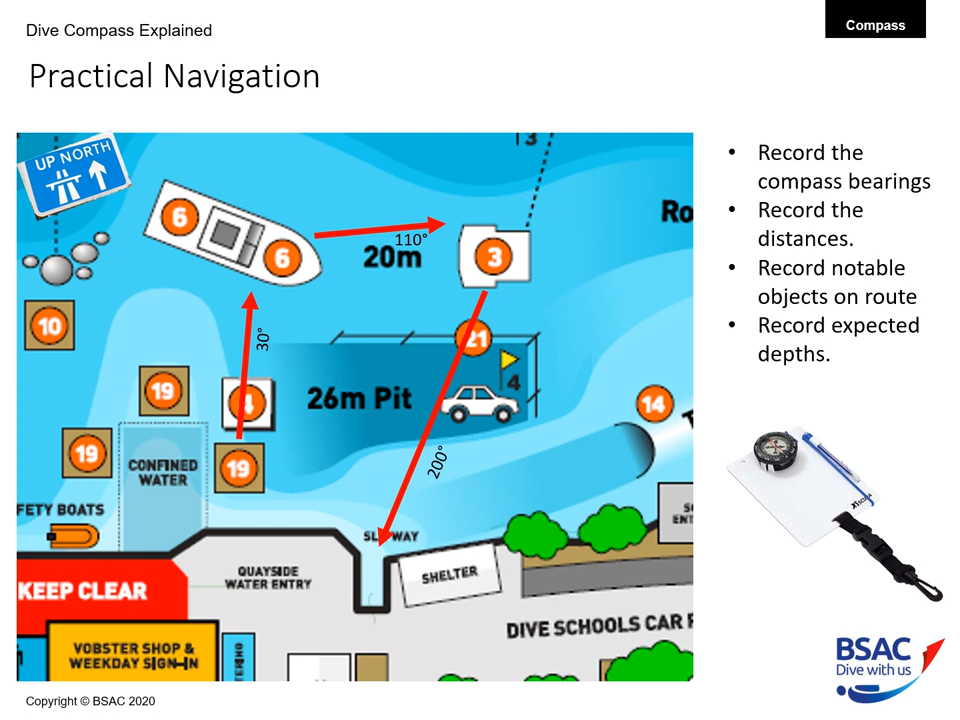 Dive Compass Explained
Compass
Practical Navigation
UP NORTH
3
6
6
110°
20m
3
Ro
10
30°
21
4
26m Pit
19
4
14
19
CONFINED
WATER
19
200°
FETY BOATS
QUAYSIDE
WATER ENTRY
SHELTER
KEEP CLEAR
DIVE SCHOOLS CAR
VOBSTER SHOP &
WEEKDAY SIGN-IN
• Record the
compass bearings
• Record the
distances.
• Record notable
objects on route
• Record expected
depths.
BSAC
Dive with us
Copyright © BSAC 2020